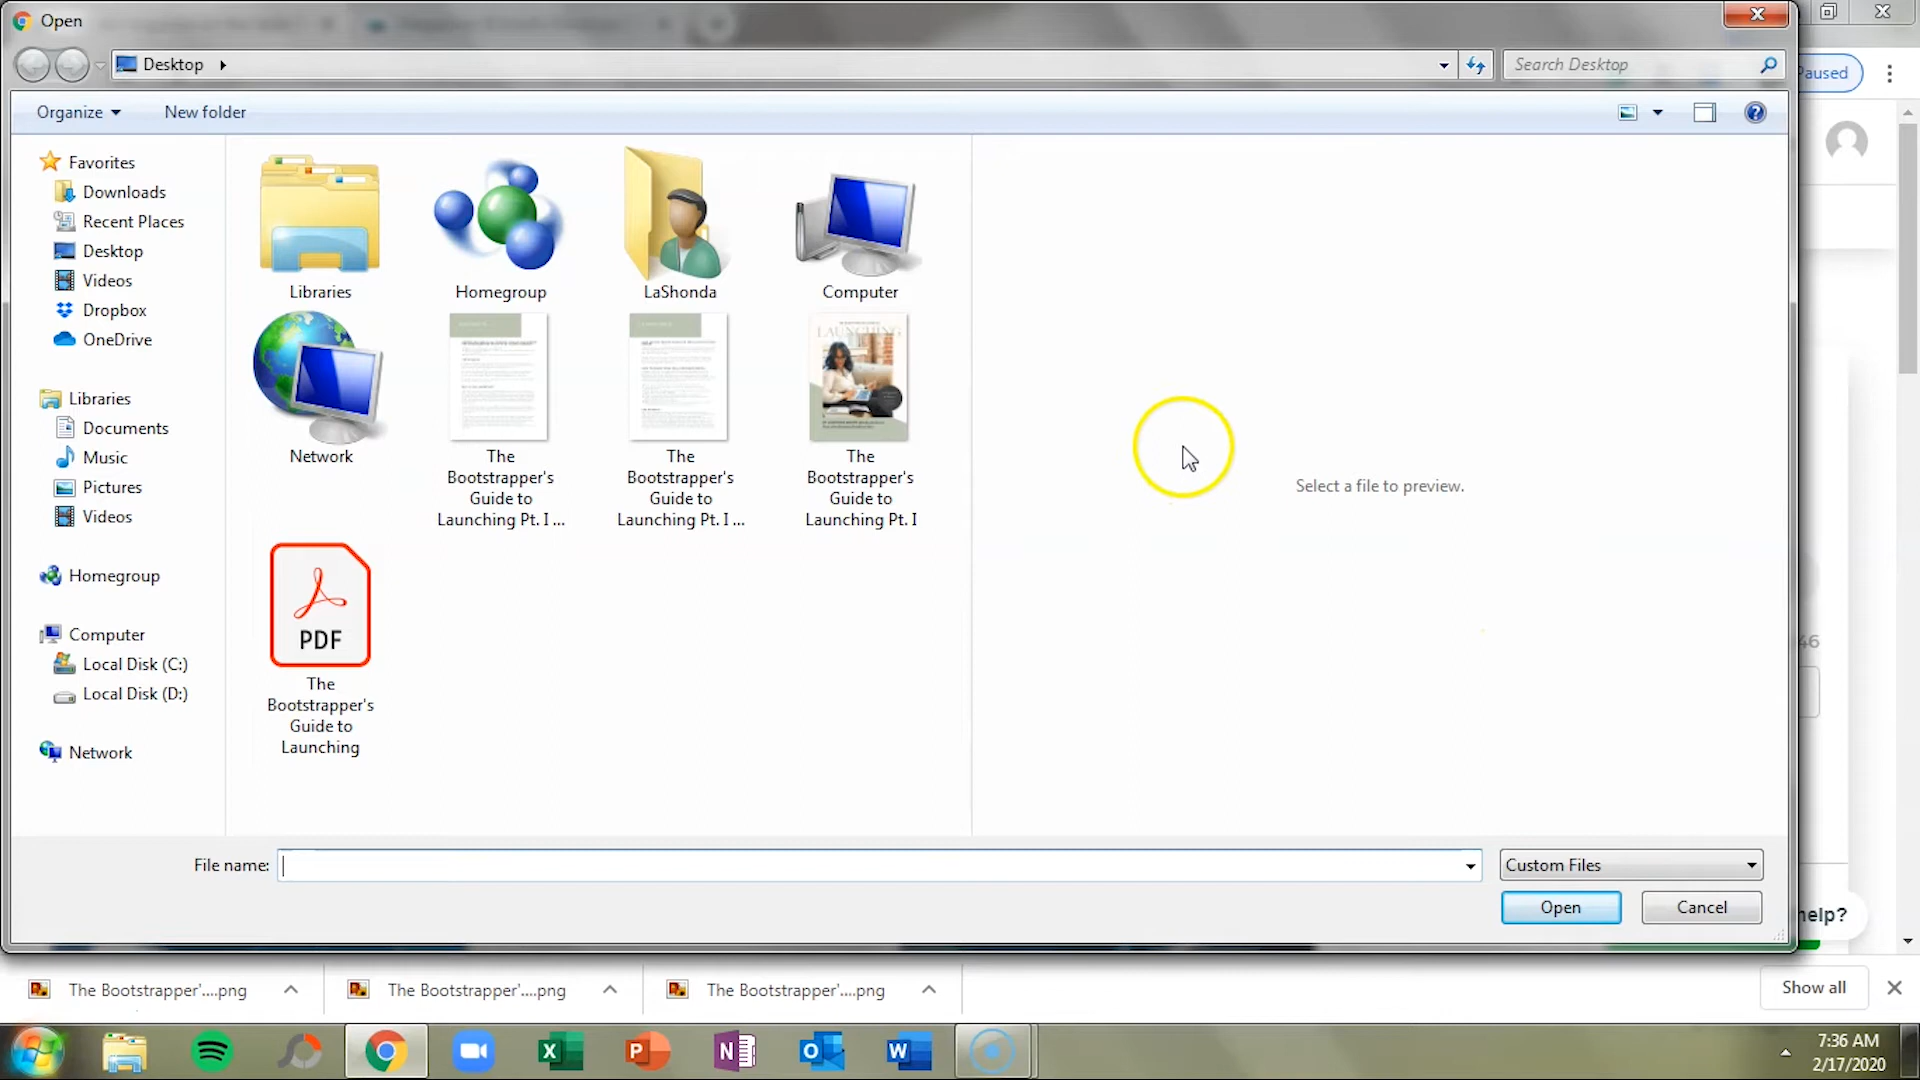 Open
Desktop
Search Desktop
Paused
Organize
New folder
Favorites
Downloads
Recent Places
Desktop
Videos
Dropbox
OneDrive
Libraries
Documents
Music
Pictures
Videos
Homegroup
Computer
Local Disk (C:)
Local Disk (D:)
Network
Libraries
Homegroup
LaShonda
Computer
LAUNCHING
Network
The
Bootstrapper's
Guide to
Launching Pt. I ...
The
Bootstrapper's
Guide to
Launching Pt. I ...
The
Bootstrapper's
Guide to
Launching Pt. I
PDF
The
Bootstrapper's
Guide to
Launching
Select a file to preview.
46
File name:
Custom Files
Open
Cancel
help?
The Bootstrapper'....png
The Bootstrapper'....png
The Bootstrapper'....png
Show all
7:36 AM
2/17/2020